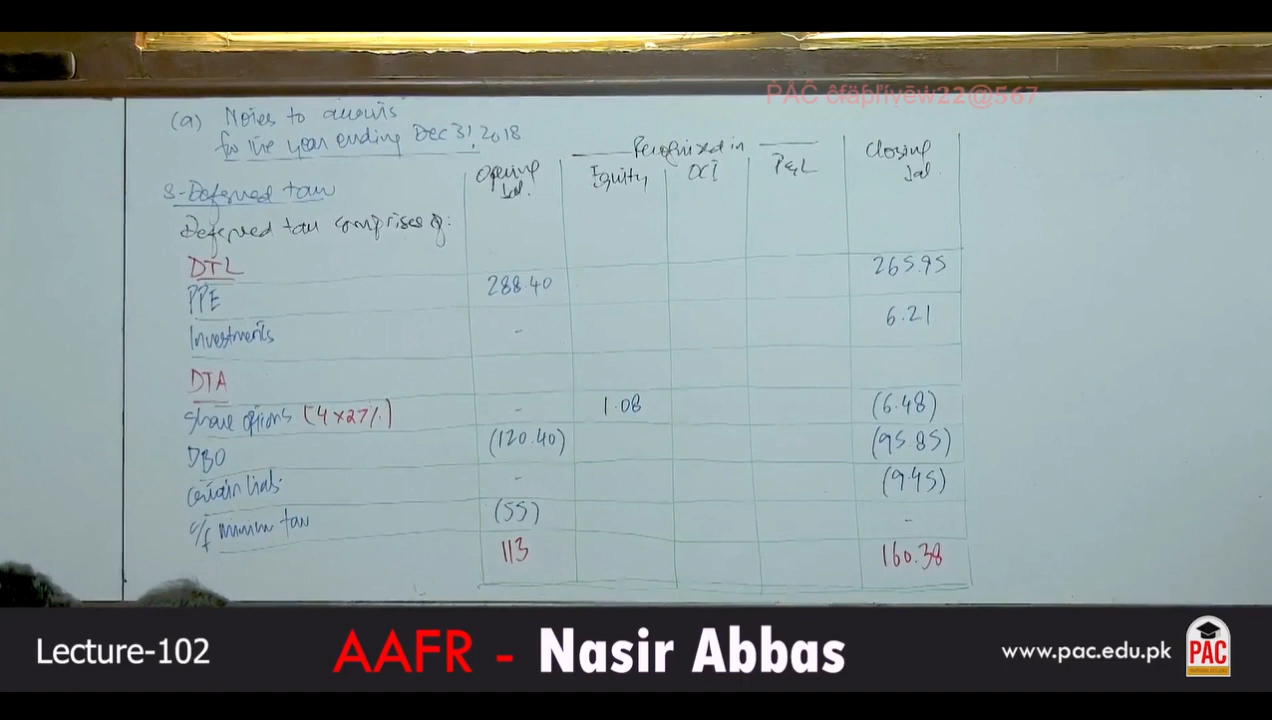 PAĈ ĉfäpľïyēw22@567
(a) Notes to accounts
for the year ending Dec 31, 2018
Recognized in
8-Deferred tax Opening bal. Equity OCI P&L Closing bal.
Deferred tax comprises of:
DTL
PPE 288.40 265.95
Investments - 6.21
DTA
Share options (4x27%) - 1.08 (6.48)
DBO (120.40) (95.85)
Certain liab. - (9.45)
c/f minimum tax (55) -
113 160.38
Lecture-102
AAFR - Nasir Abbas
www.pac.edu.pk
PAC